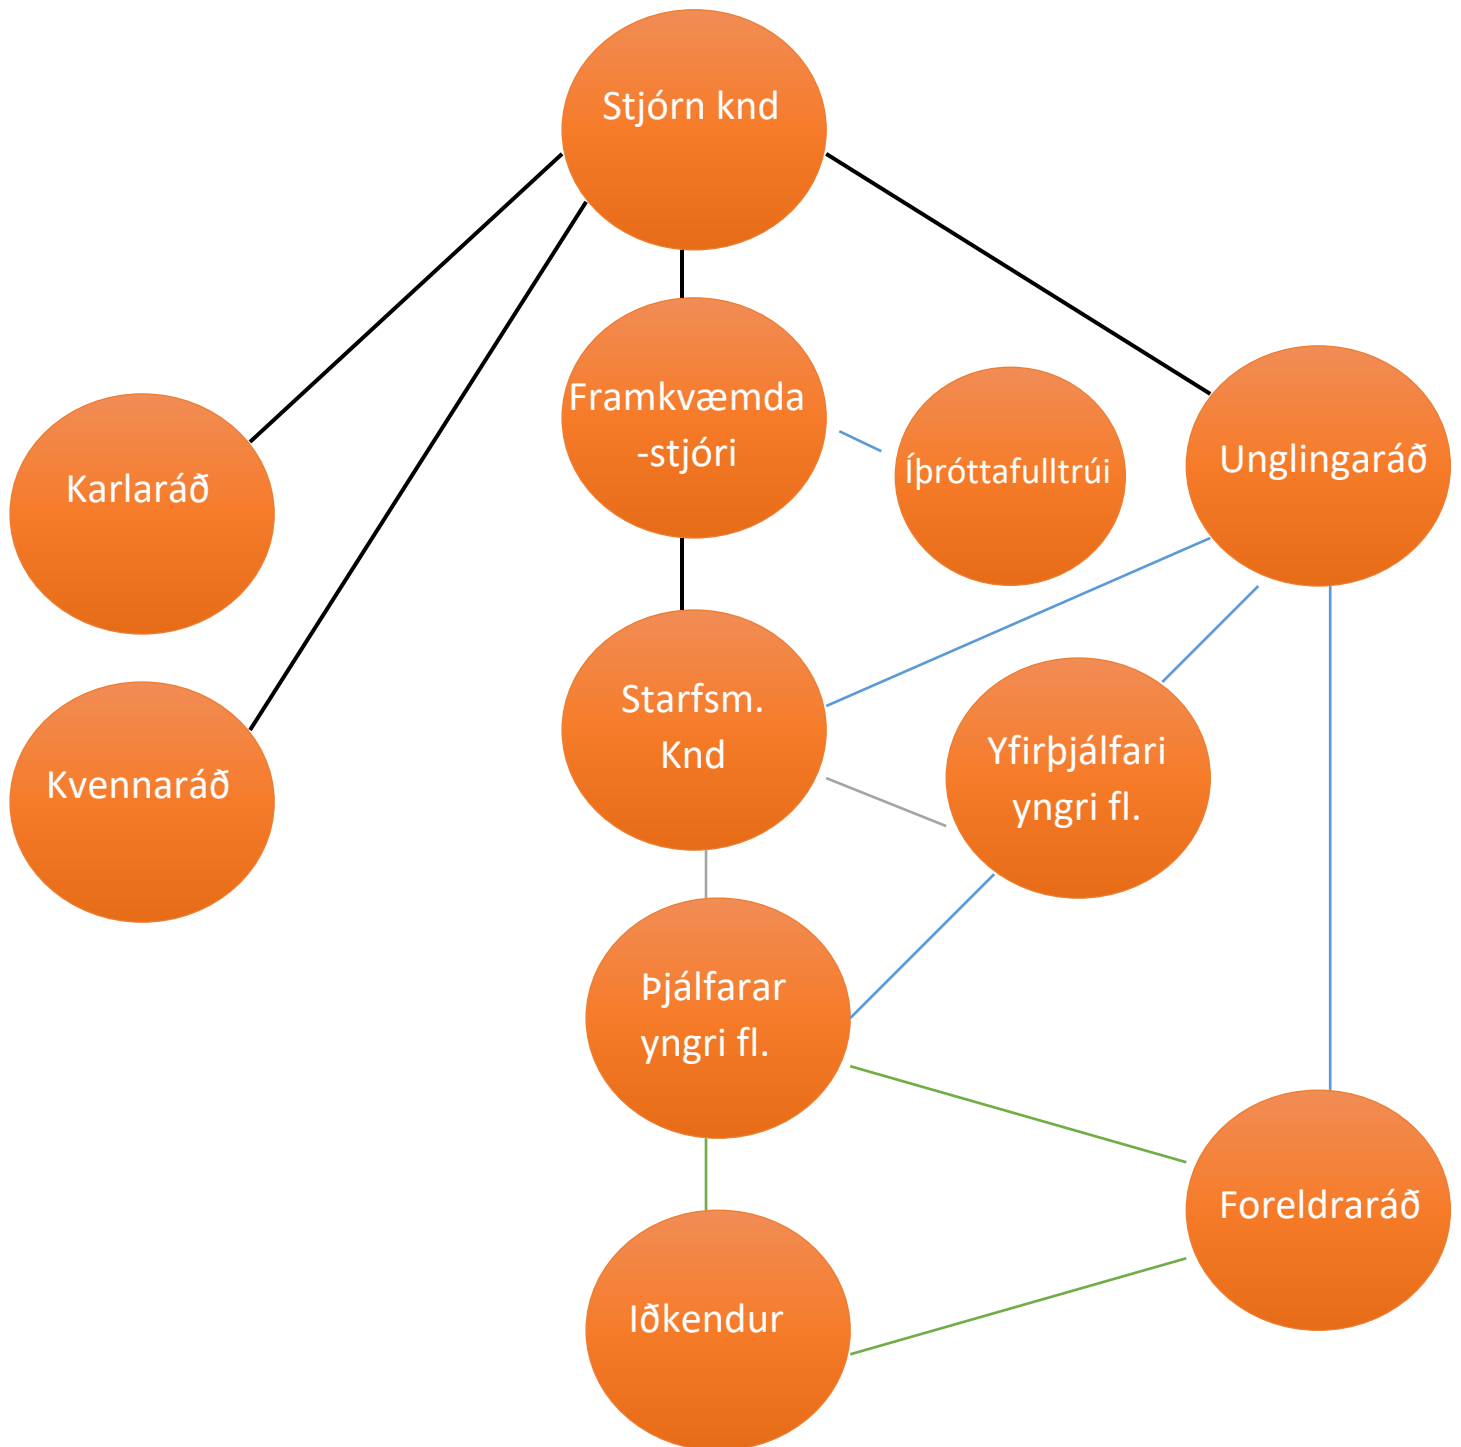 Stjórn knd
Framkvæmda
-stjóri
Íþróttafulltrúi
Unglingaráð
Karlaráð
Kvennaráð
Starfsm.
Knd
Yfirþjálfari
yngri fl.
Þjálfarar
yngri fl.
Foreldraráð
Iðkendur